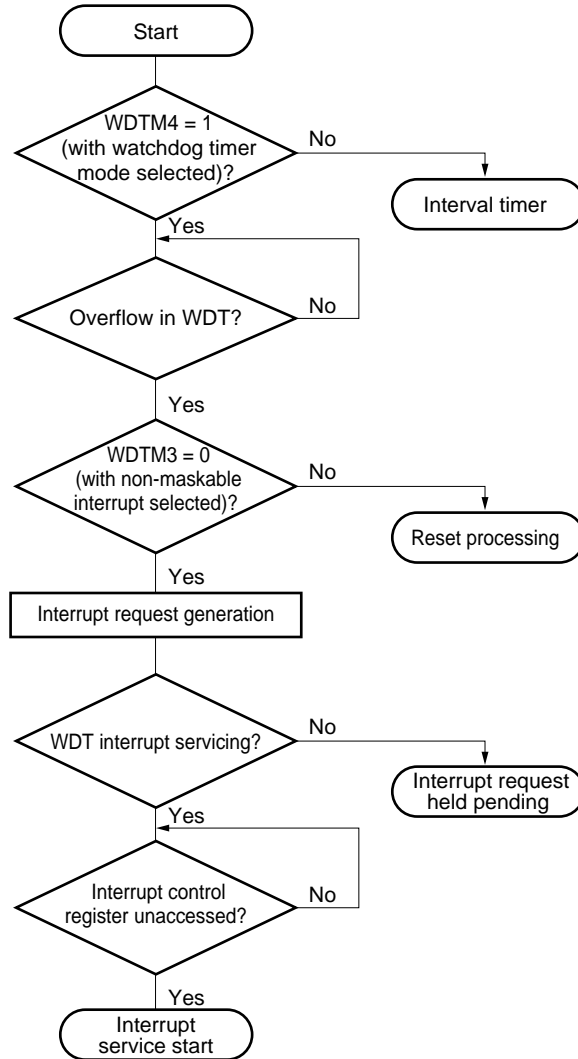 Start
WDTM4 = 1
(with watchdog timer
mode selected)?
No
Interval timer
Yes
Overflow in WDT?
No
Yes
WDTM3 = 0
(with non-maskable
interrupt selected)?
No
Reset processing
Yes
Interrupt request generation
WDT interrupt servicing?
No
Interrupt request
held pending
Yes
Interrupt control
register unaccessed?
No
Yes
Interrupt
service start